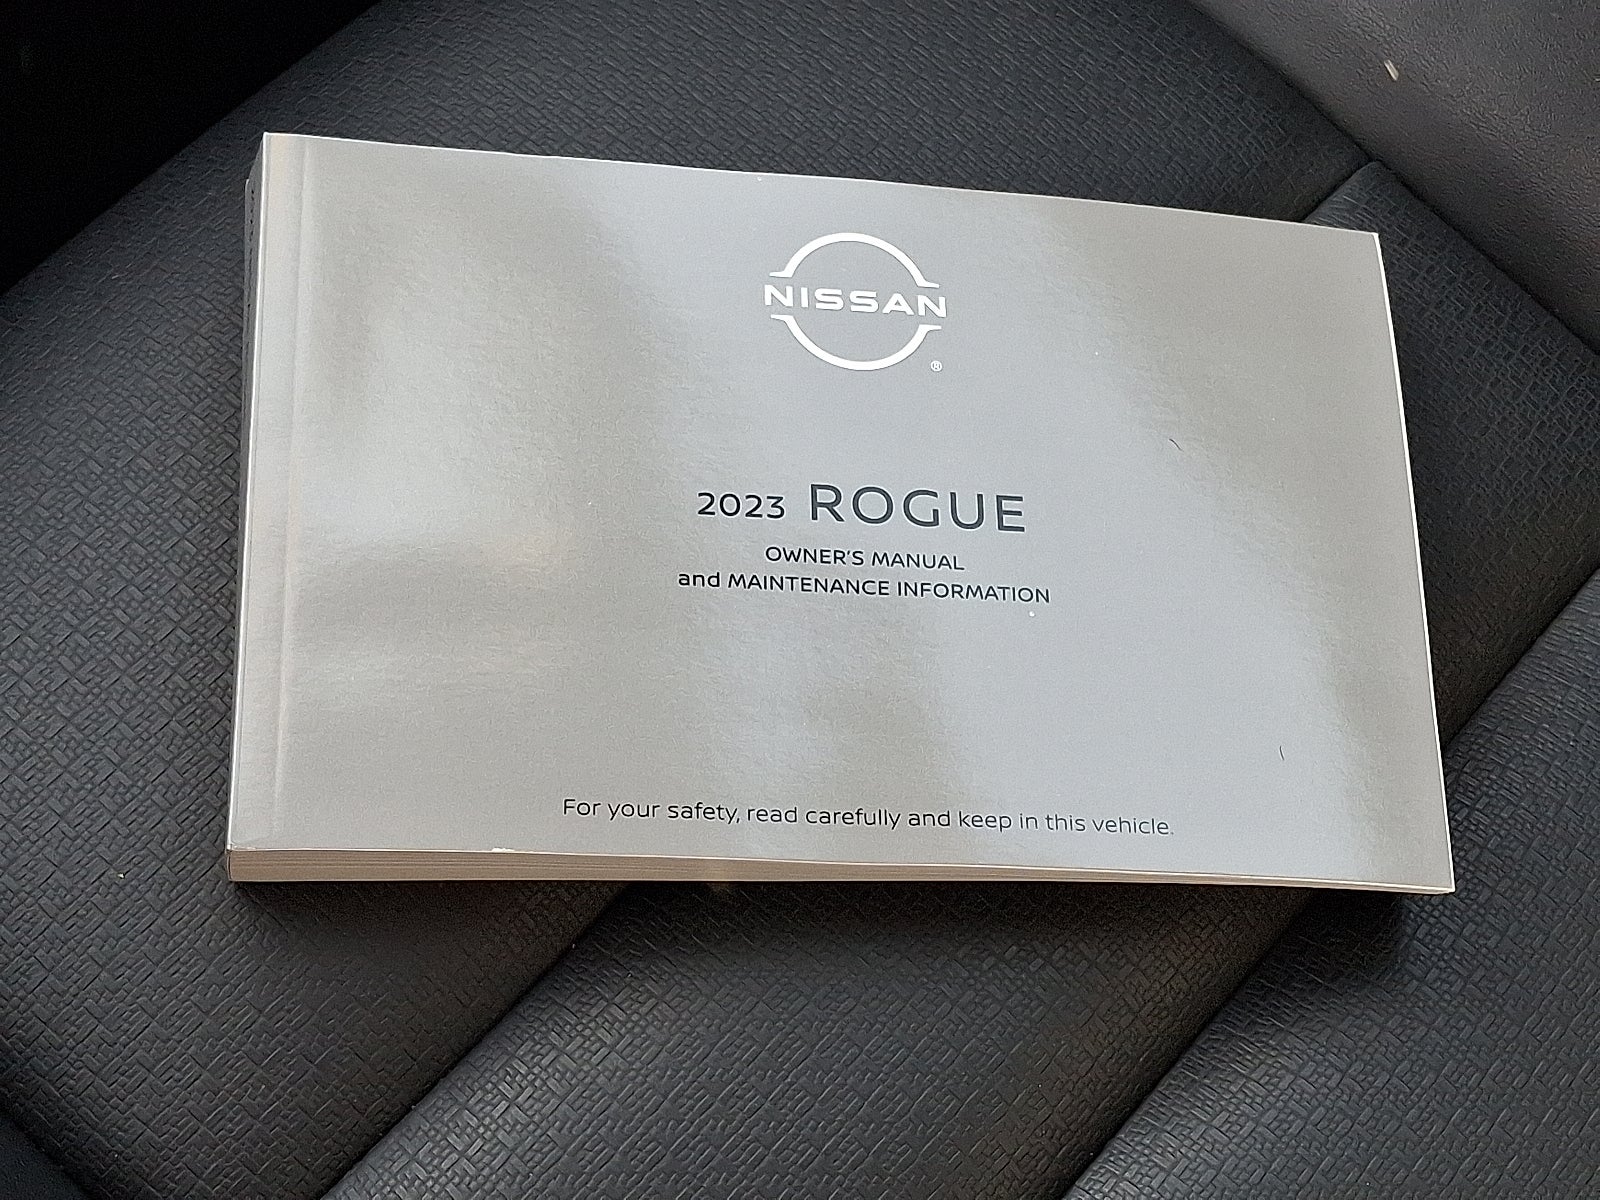 NISSAN
®
2023 ROGUE
OWNER'S MANUAL
and MAINTENANCE INFORMATION
For your safety, read carefully and keep in this vehicle.